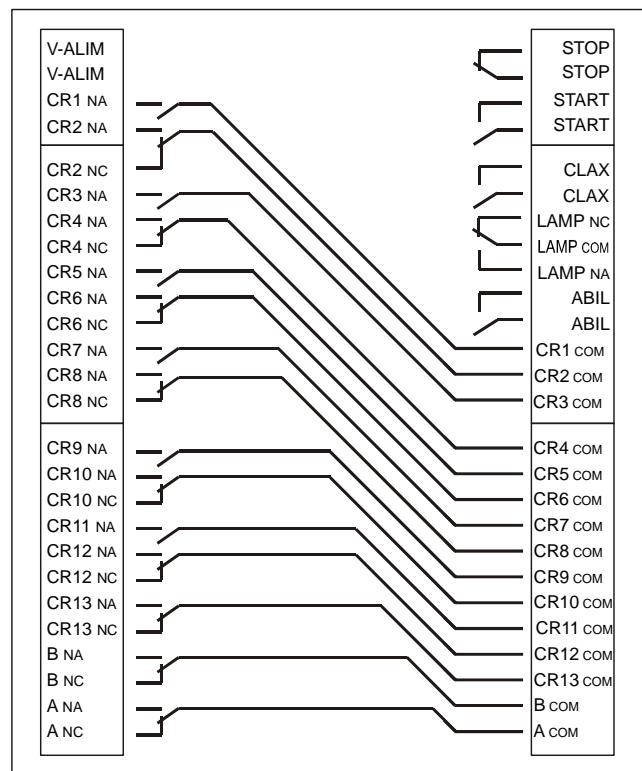 V-ALIM
V-ALIM
CR1 NA
CR2 NA
CR2 NC
CR3 NA
CR4 NA
CR4 NC
CR5 NA
CR6 NA
CR6 NC
CR7 NA
CR8 NA
CR8 NC
CR9 NA
CR10 NA
CR10 NC
CR11 NA
CR12 NA
CR12 NC
CR13 NA
CR13 NC
B NA
B NC
A NA
A NC
STOP
STOP
START
START
CLAX
CLAX
LAMP NC
LAMP COM
LAMP NA
ABIL
ABIL
CR1 COM
CR2 COM
CR3 COM
CR4 COM
CR5 COM
CR6 COM
CR7 COM
CR8 COM
CR9 COM
CR10 COM
CR11 COM
CR12 COM
CR13 COM
B COM
A COM